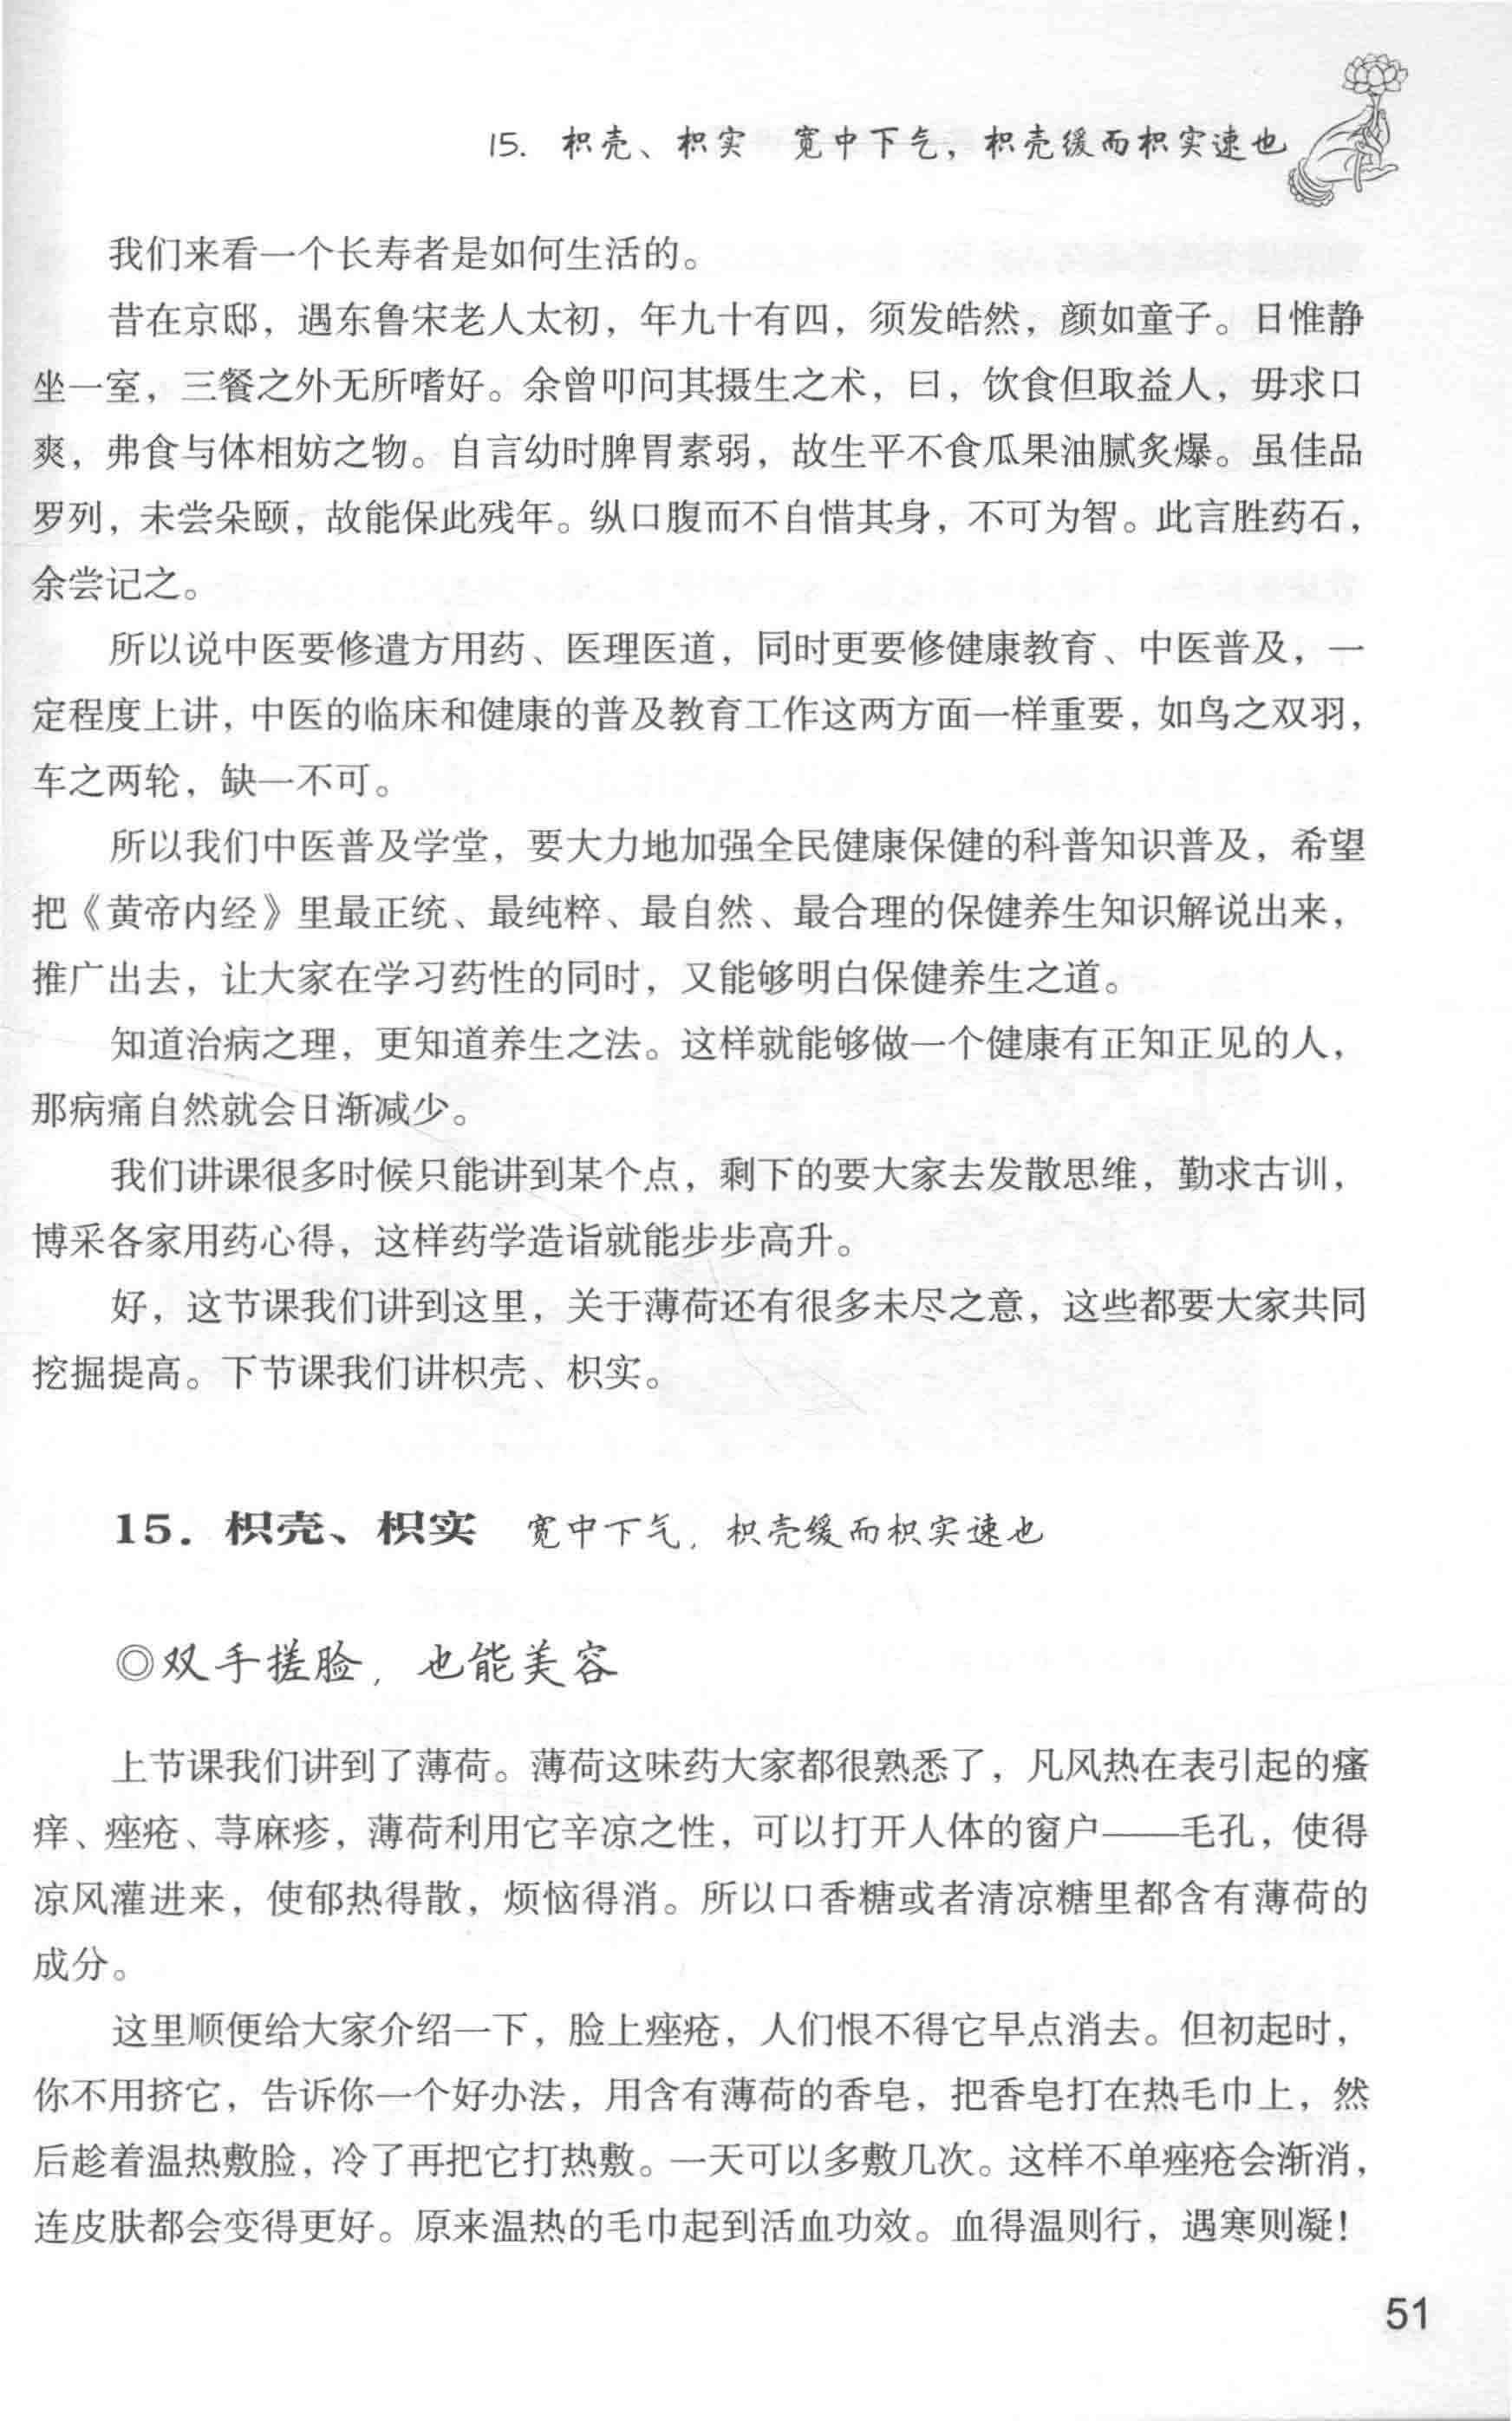 15. 枳壳、枳实 宽中下气，枳壳缓而枳实速也
我们来看一个长寿者是如何生活的。
昔在京邸，遇东鲁宋老人太初，年九十有四，须发皓然，颜如童子。日惟静
坐一室，三餐之外无所嗜好。余曾叩问其摄生之术，曰，饮食但取益人，毋求口
爽，弗食与体相妨之物。自言幼时脾胃素弱，故生平不食瓜果油腻炙爆。虽佳品
罗列，未尝朵颐，故能保此残年。纵口腹而不自惜其身，不可为智。此言胜药石，
余尝记之。
所以说中医要修遣方用药、医理医道，同时更要修健康教育、中医普及，一
定程度上讲，中医的临床和健康的普及教育工作这两方面一样重要，如鸟之双羽，
车之两轮，缺一不可。
所以我们中医普及学堂，要大力地加强全民健康保健的科普知识普及，希望
把《黄帝内经》里最正统、最纯粹、最自然、最合理的保健养生知识解说出来，
推广出去，让大家在学习药性的同时，又能够明白保健养生之道。
知道治病之理，更知道养生之法。这样就能够做一个健康有正知正见的人，
那病痛自然就会日渐减少。
我们讲课很多时候只能讲到某个点，剩下的要大家去发散思维，勤求古训，
博采各家用药心得，这样药学造诣就能步步高升。
好，这节课我们讲到这里，关于薄荷还有很多未尽之意，这些都要大家共同
挖掘提高。下节课我们讲枳壳、枳实。
15. 枳壳、枳实 宽中下气，枳壳缓而枳实速也
◎双手搓脸，也能美容
上节课我们讲到了薄荷。薄荷这味药大家都很熟悉了，凡风热在表引起的瘙
痒、痤疮、荨麻疹，薄荷利用它辛凉之性，可以打开人体的窗户——毛孔，使得
凉风灌进来，使郁热得散，烦恼得消。所以口香糖或者清凉糖里都含有薄荷的
成分。
这里顺便给大家介绍一下，脸上痤疮，人们恨不得它早点消去。但初起时，
你不用挤它，告诉你一个好办法，用含有薄荷的香皂，把香皂打在热毛巾上，然
后趁着温热敷脸，冷了再把它打热敷。一天可以多敷几次。这样不单痤疮会渐消，
连皮肤都会变得更好。原来温热的毛巾起到活血功效。血得温则行，遇寒则凝！
51